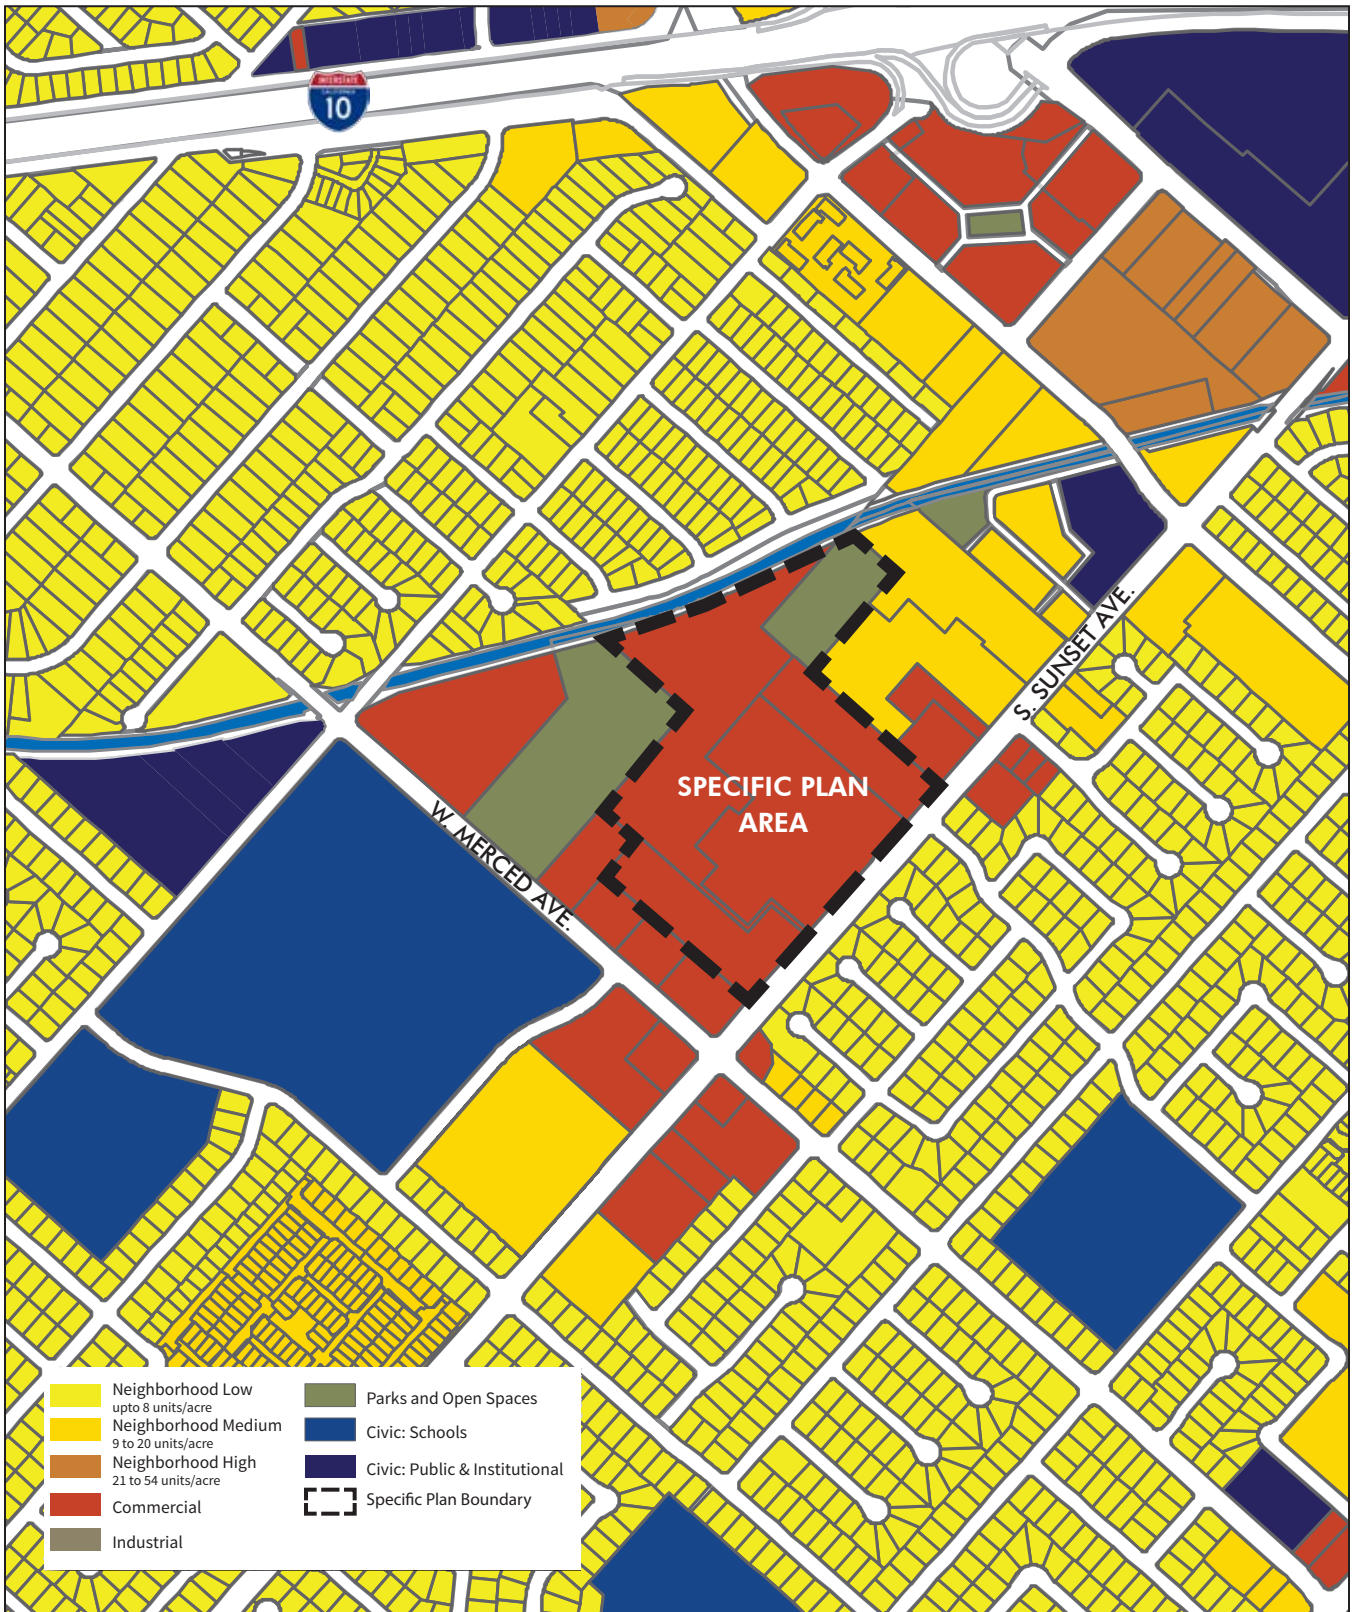 INTERSTATE
CALIFORNIA
10
S. SUNSET AVE.
SPECIFIC PLAN
AREA
W. MERCED AVE.
Neighborhood Low
upto 8 units/acre
Neighborhood Medium
9 to 20 units/acre
Neighborhood High
21 to 54 units/acre
Commercial
Industrial
Parks and Open Spaces
Civic: Schools
Civic: Public & Institutional
Specific Plan Boundary